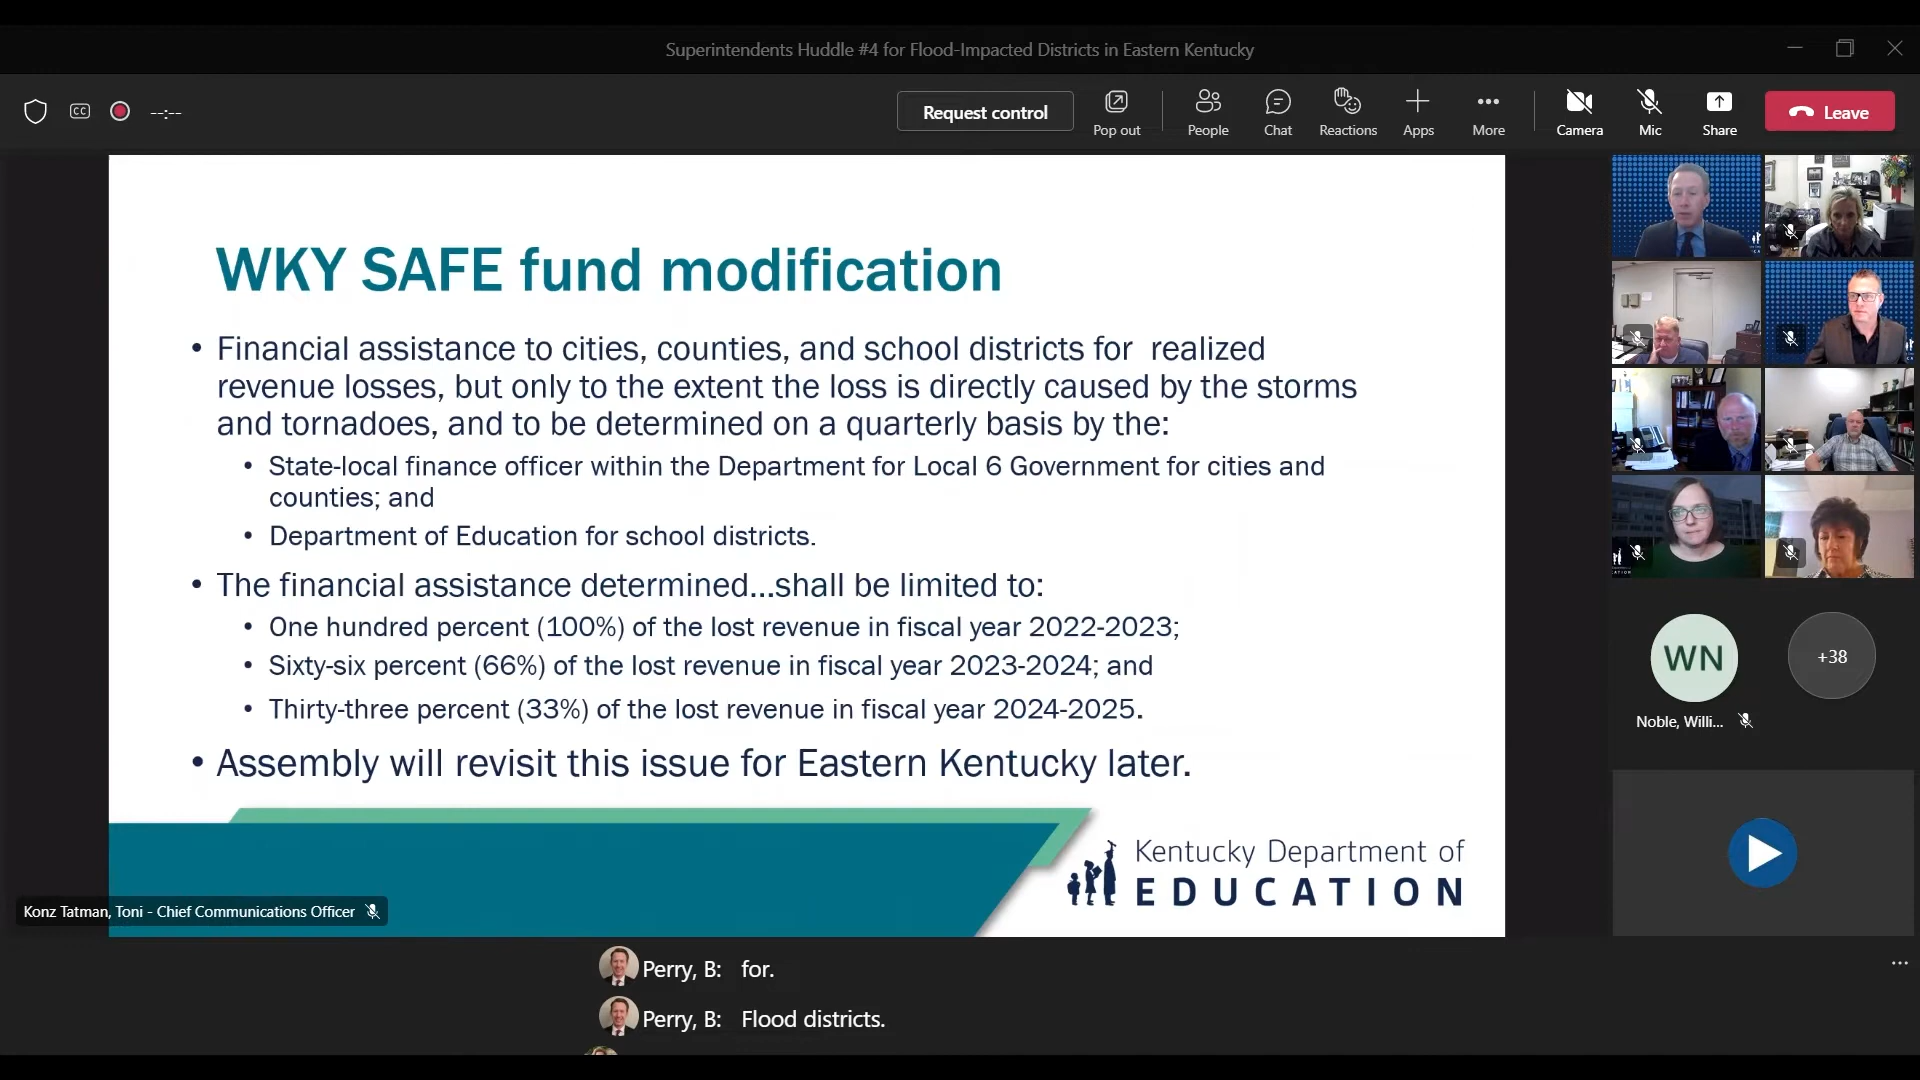 Superintendents Huddle #4 for Flood-Impacted Districts in Eastern Kentucky
CC
--:--
Request control
Pop out
People
Chat
Reactions
Apps
More
Camera
Mic
Share
Leave
WKY SAFE fund modification
• Financial assistance to cities, counties, and school districts for realized
revenue losses, but only to the extent the loss is directly caused by the storms
and tornadoes, and to be determined on a quarterly basis by the:
• State-local finance officer within the Department for Local 6 Government for cities and
counties; and
• Department of Education for school districts.
• The financial assistance determined...shall be limited to:
• One hundred percent (100%) of the lost revenue in fiscal year 2022-2023;
• Sixty-six percent (66%) of the lost revenue in fiscal year 2023-2024; and
• Thirty-three percent (33%) of the lost revenue in fiscal year 2024-2025.
• Assembly will revisit this issue for Eastern Kentucky later.
Kentucky Department of
EDUCATION
Konz Tatman, Toni - Chief Communications Officer
WN
+38
Noble, Willi...
Perry, B: for.
Perry, B: Flood districts.